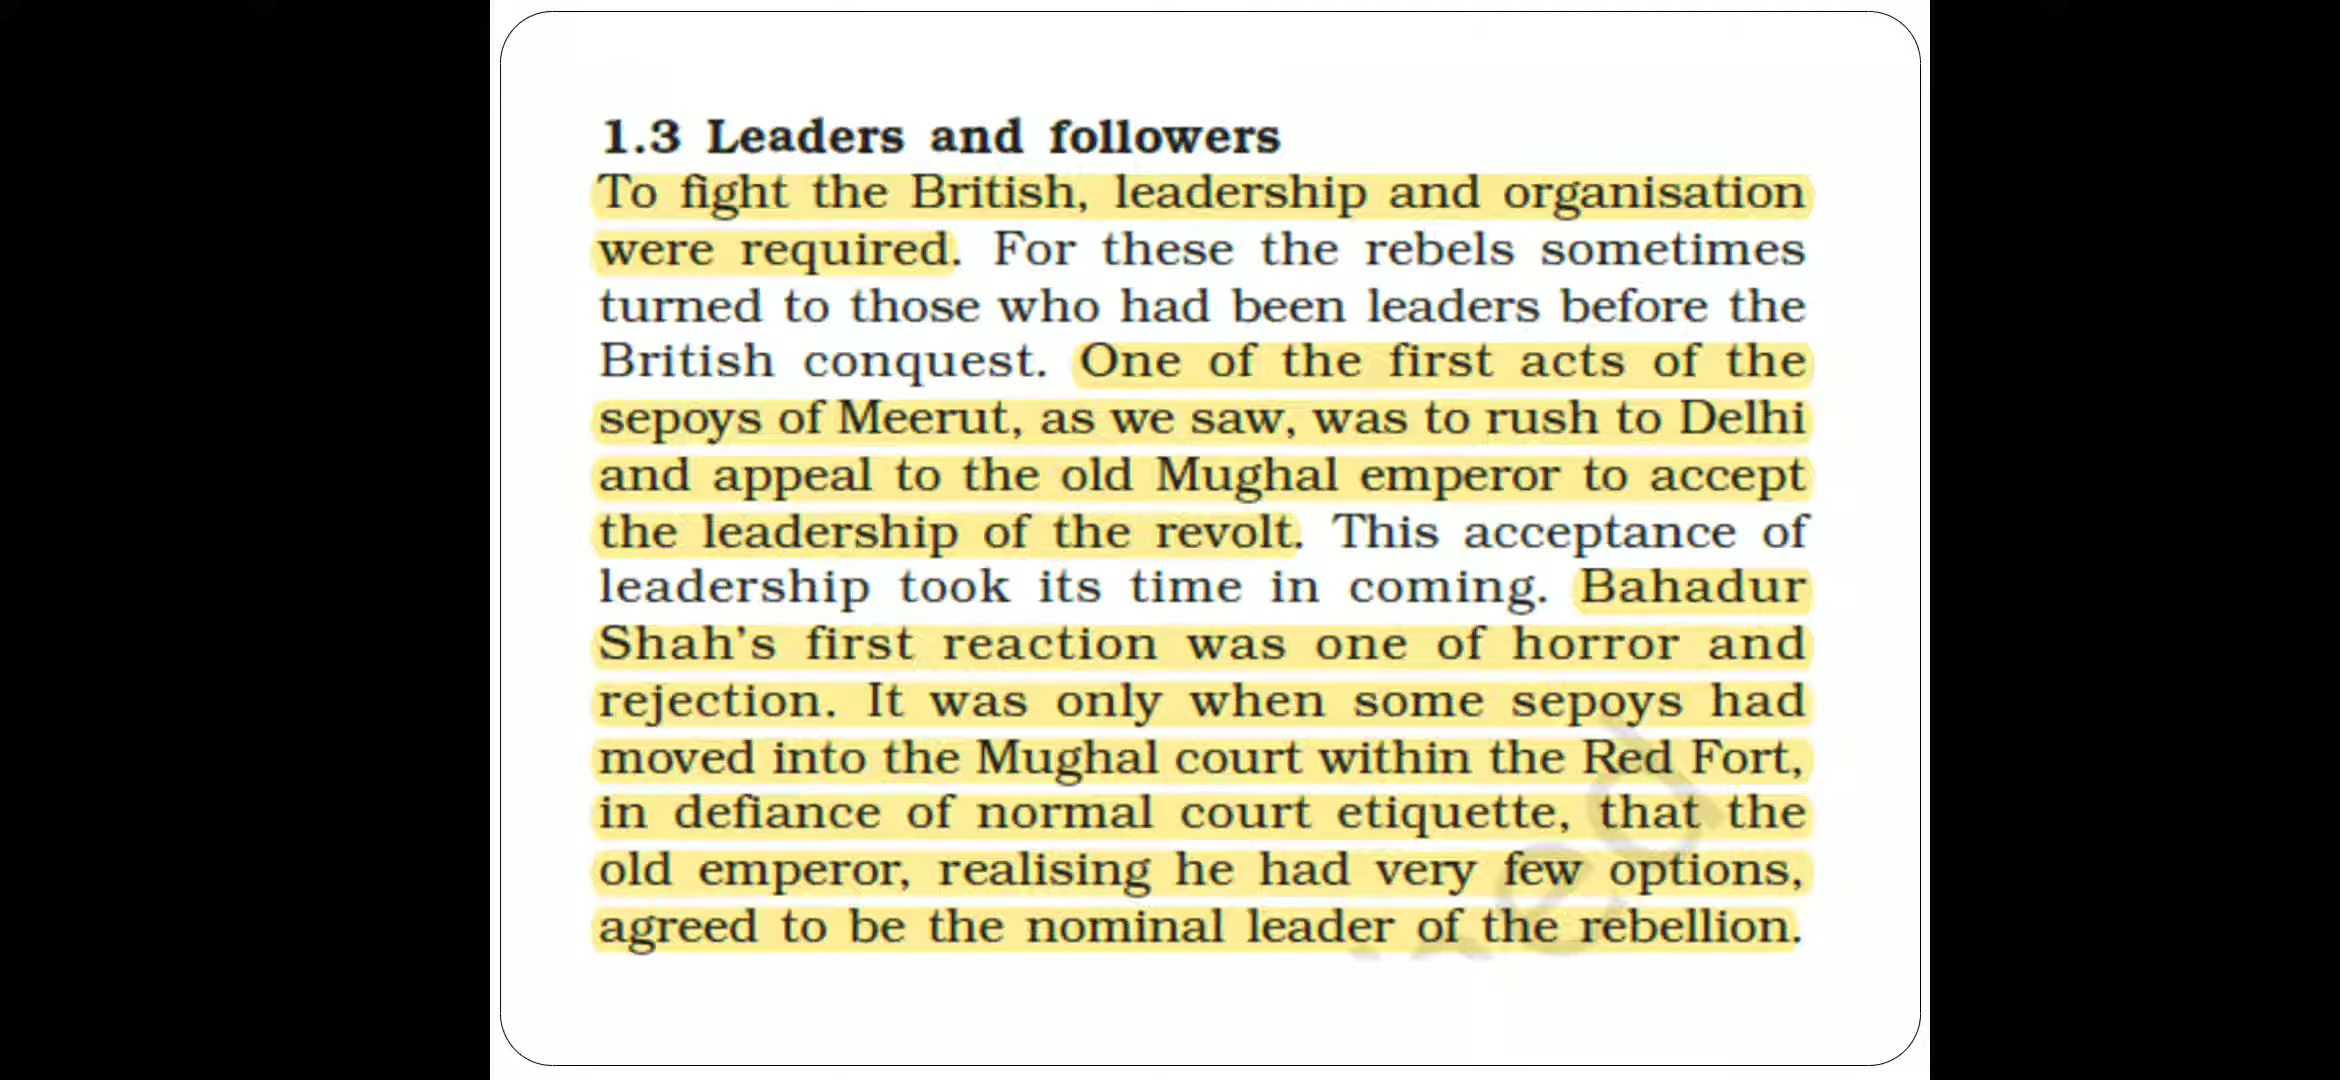 1.3 Leaders and followers
To fight the British, leadership and organisation
were required. For these the rebels sometimes
turned to those who had been leaders before the
British conquest. One of the first acts of the
sepoys of Meerut, as we saw, was to rush to Delhi
and appeal to the old Mughal emperor to accept
the leadership of the revolt. This acceptance of
leadership took its time in coming. Bahadur
Shah’s first reaction was one of horror and
rejection. It was only when some sepoys had
moved into the Mughal court within the Red Fort,
in defiance of normal court etiquette, that the
old emperor, realising he had very few options,
agreed to be the nominal leader of the rebellion.